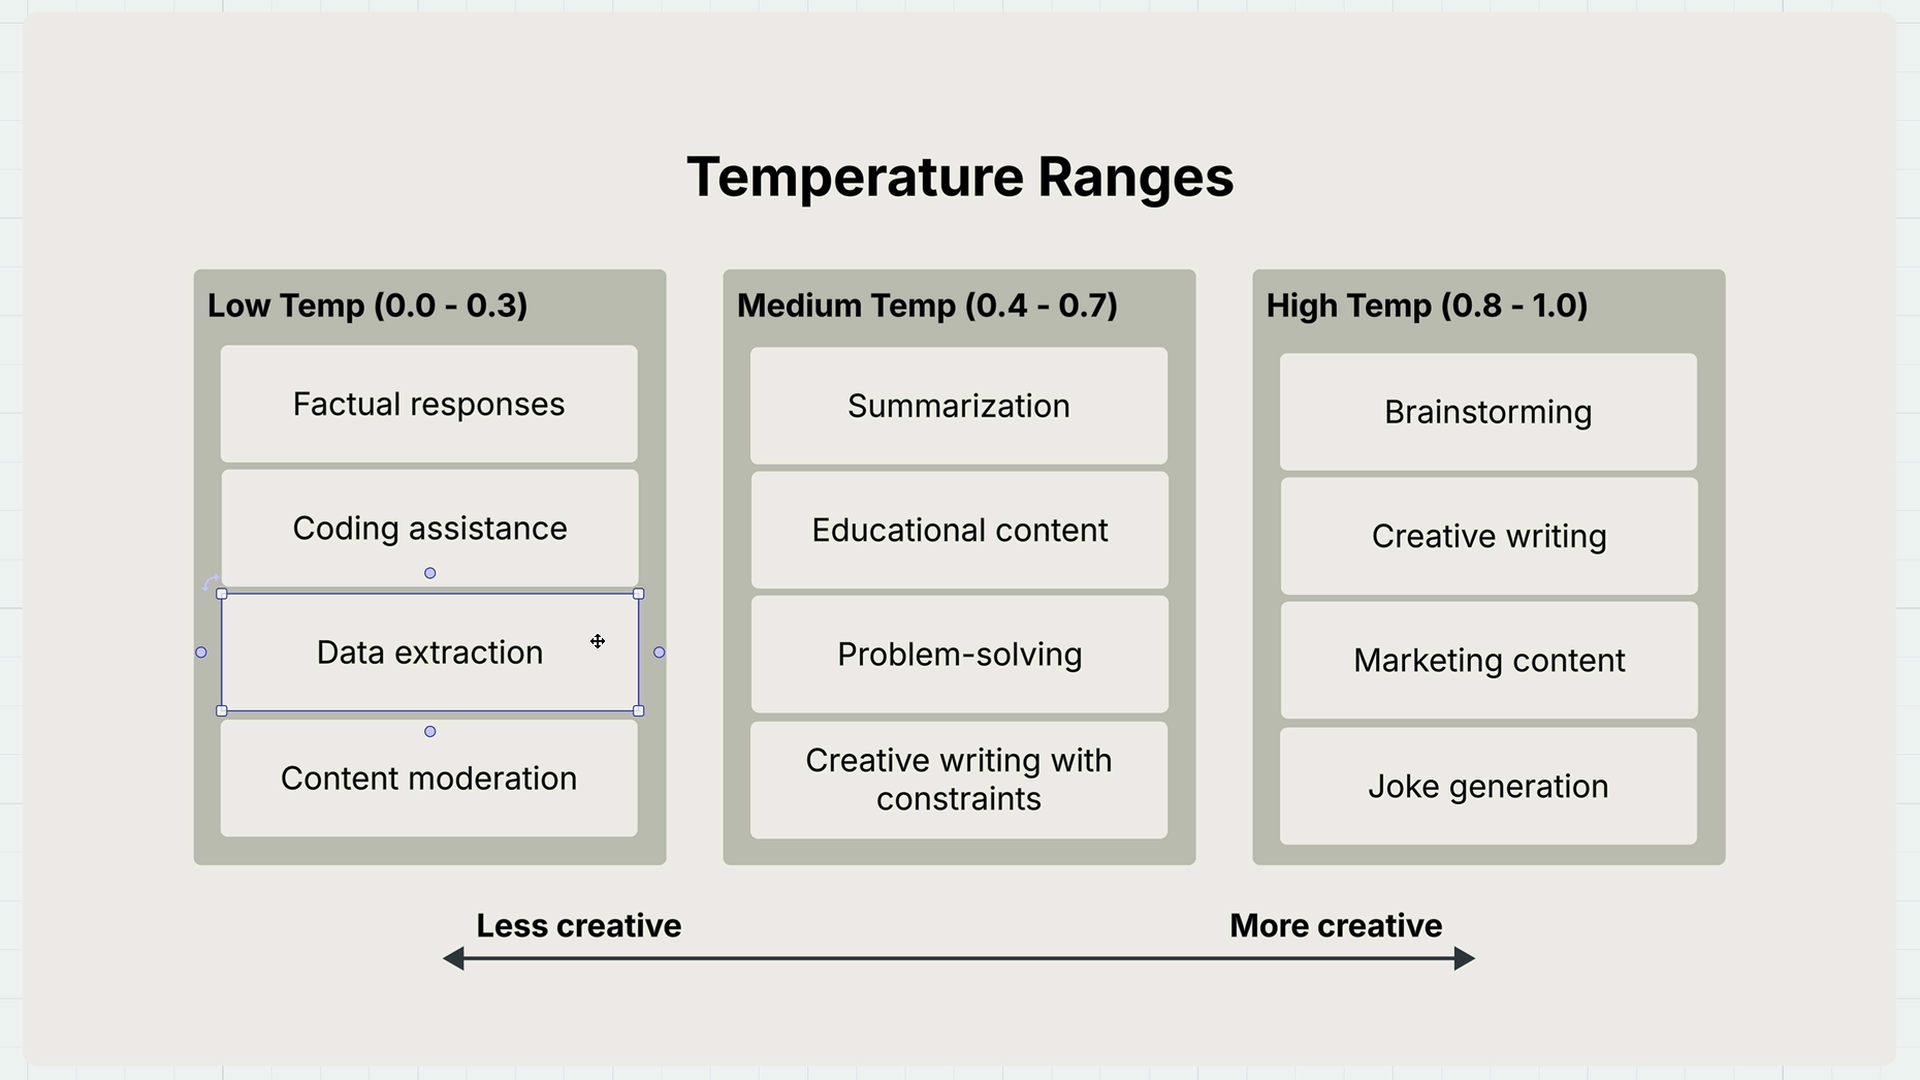 Temperature Ranges
Low Temp (0.0 - 0.3)
Factual responses
Coding assistance
Data extraction
Content moderation
Medium Temp (0.4 - 0.7)
Summarization
Educational content
Problem-solving
Creative writing with
constraints
High Temp (0.8 - 1.0)
Brainstorming
Creative writing
Marketing content
Joke generation
Less creative
More creative